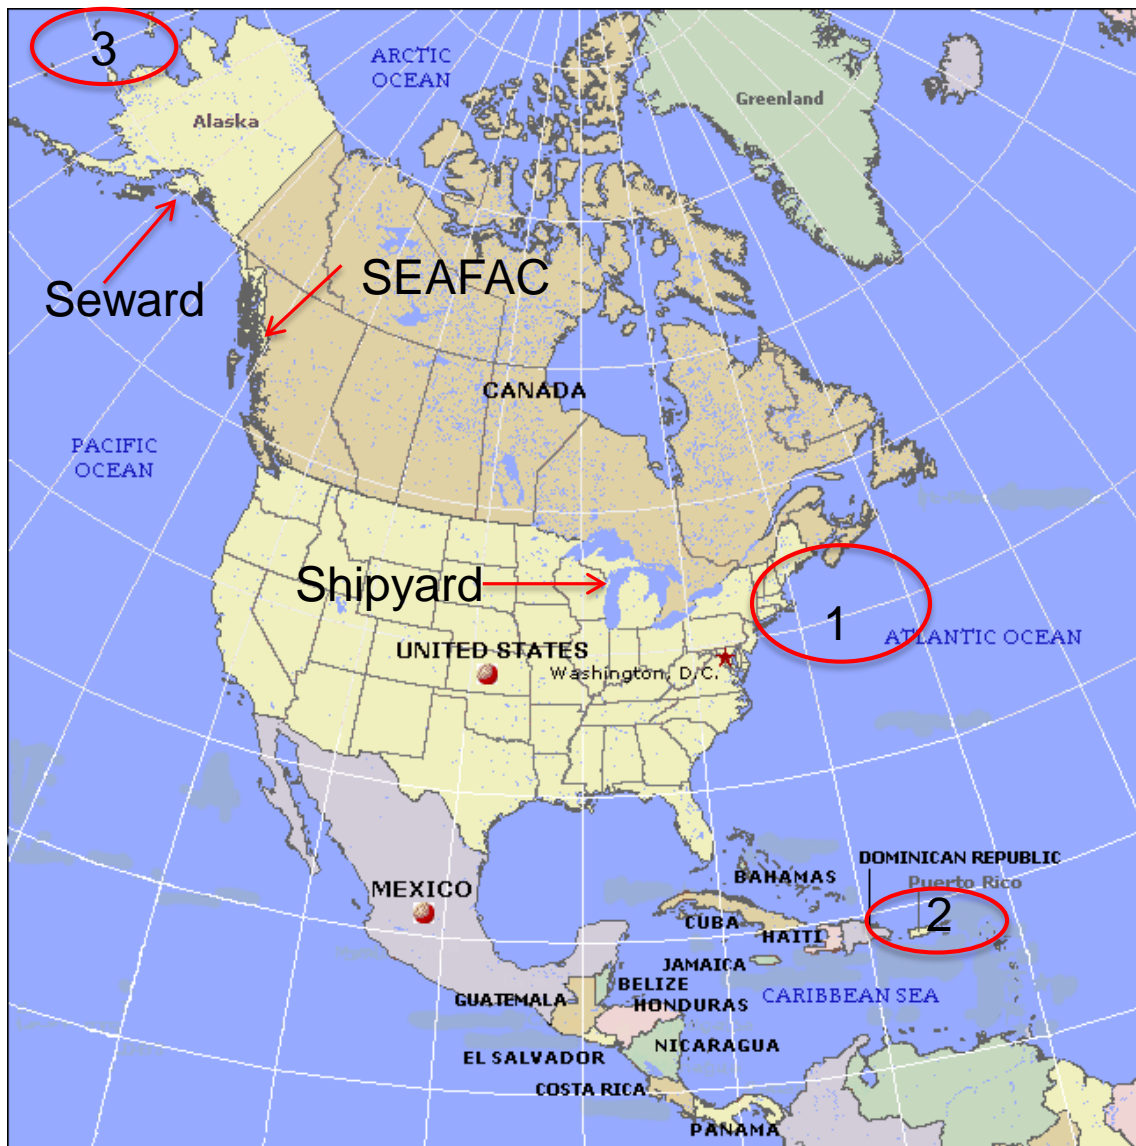 3
ARCTIC
OCEAN
Greenland
Alaska
SEAFAC
Seward
CANADA
PACIFIC
OCEAN
Shipyard
1
ATLANTIC OCEAN
UNITED STATES
Washington, D.C.
DOMINICAN REPUBLIC
BAHAMAS
Puerto Rico
MEXICO
2
CUBA
HAITI
JAMAICA
BELIZE
CARIBBEAN SEA
GUATEMALA
HONDURAS
NICARAGUA
EL SALVADOR
COSTA RICA
PANAMA